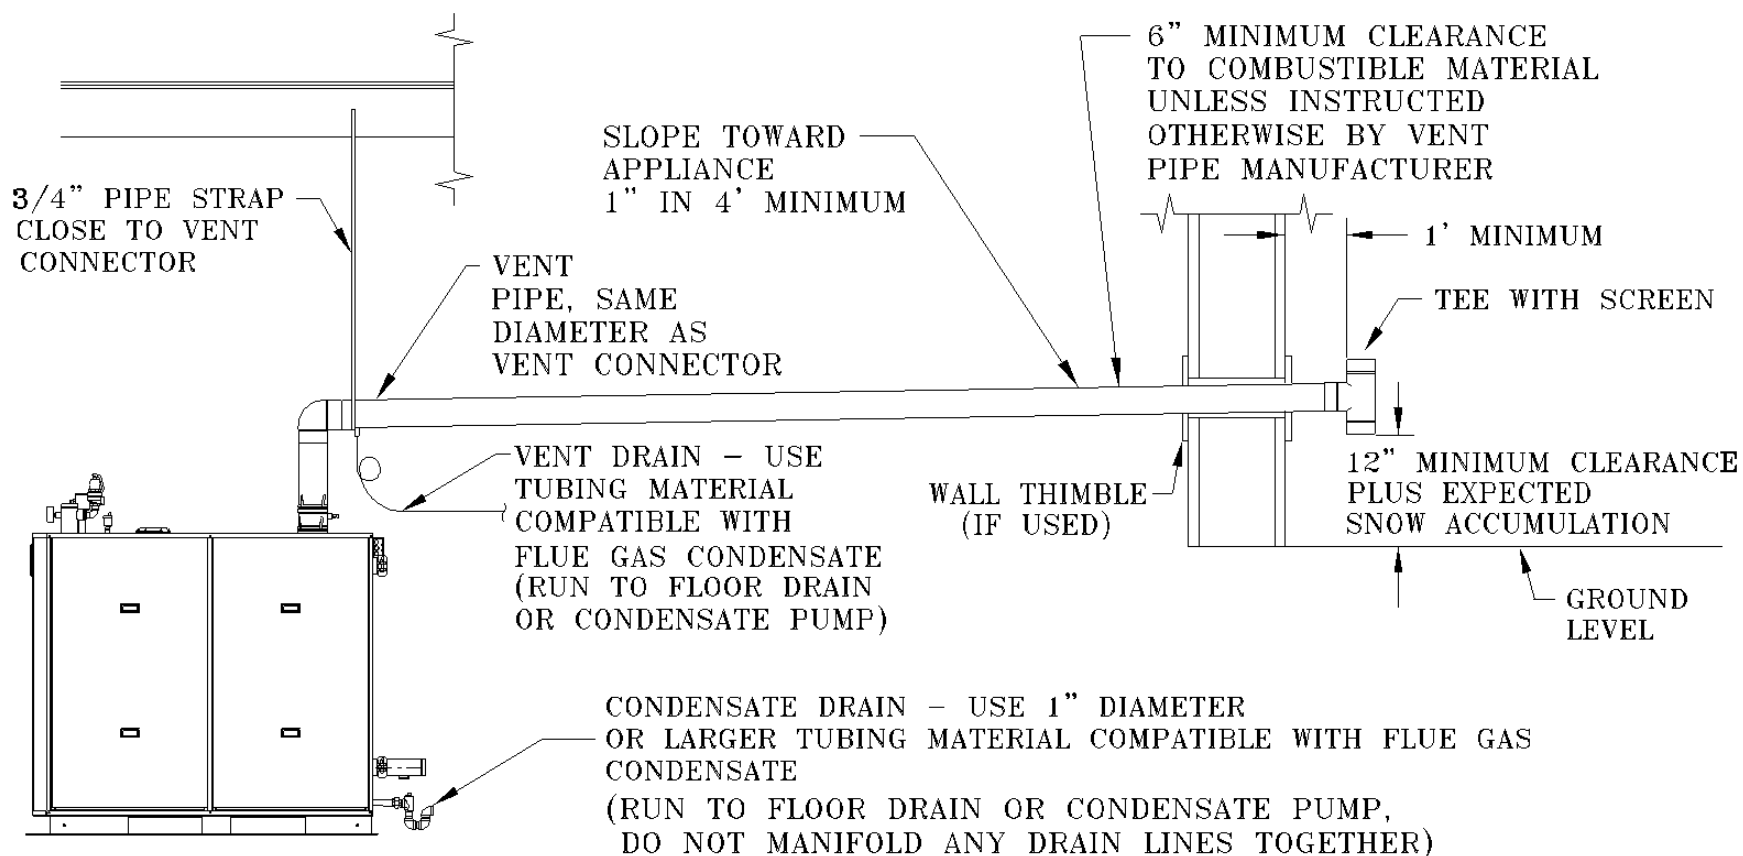 6” MINIMUM CLEARANCE
TO COMBUSTIBLE MATERIAL
UNLESS INSTRUCTED
OTHERWISE BY VENT
PIPE MANUFACTURER
SLOPE TOWARD
APPLIANCE
1” IN 4’ MINIMUM
3/4” PIPE STRAP
CLOSE TO VENT
CONNECTOR
1’ MINIMUM
VENT
PIPE, SAME
DIAMETER AS
VENT CONNECTOR
TEE WITH SCREEN
VENT DRAIN – USE
TUBING MATERIAL
COMPATIBLE WITH
FLUE GAS CONDENSATE
(RUN TO FLOOR DRAIN
OR CONDENSATE PUMP)
WALL THIMBLE
(IF USED)
12” MINIMUM CLEARANCE
PLUS EXPECTED
SNOW ACCUMULATION
GROUND
LEVEL
CONDENSATE DRAIN – USE 1” DIAMETER
OR LARGER TUBING MATERIAL COMPATIBLE WITH FLUE GAS
CONDENSATE
(RUN TO FLOOR DRAIN OR CONDENSATE PUMP,
DO NOT MANIFOLD ANY DRAIN LINES TOGETHER)